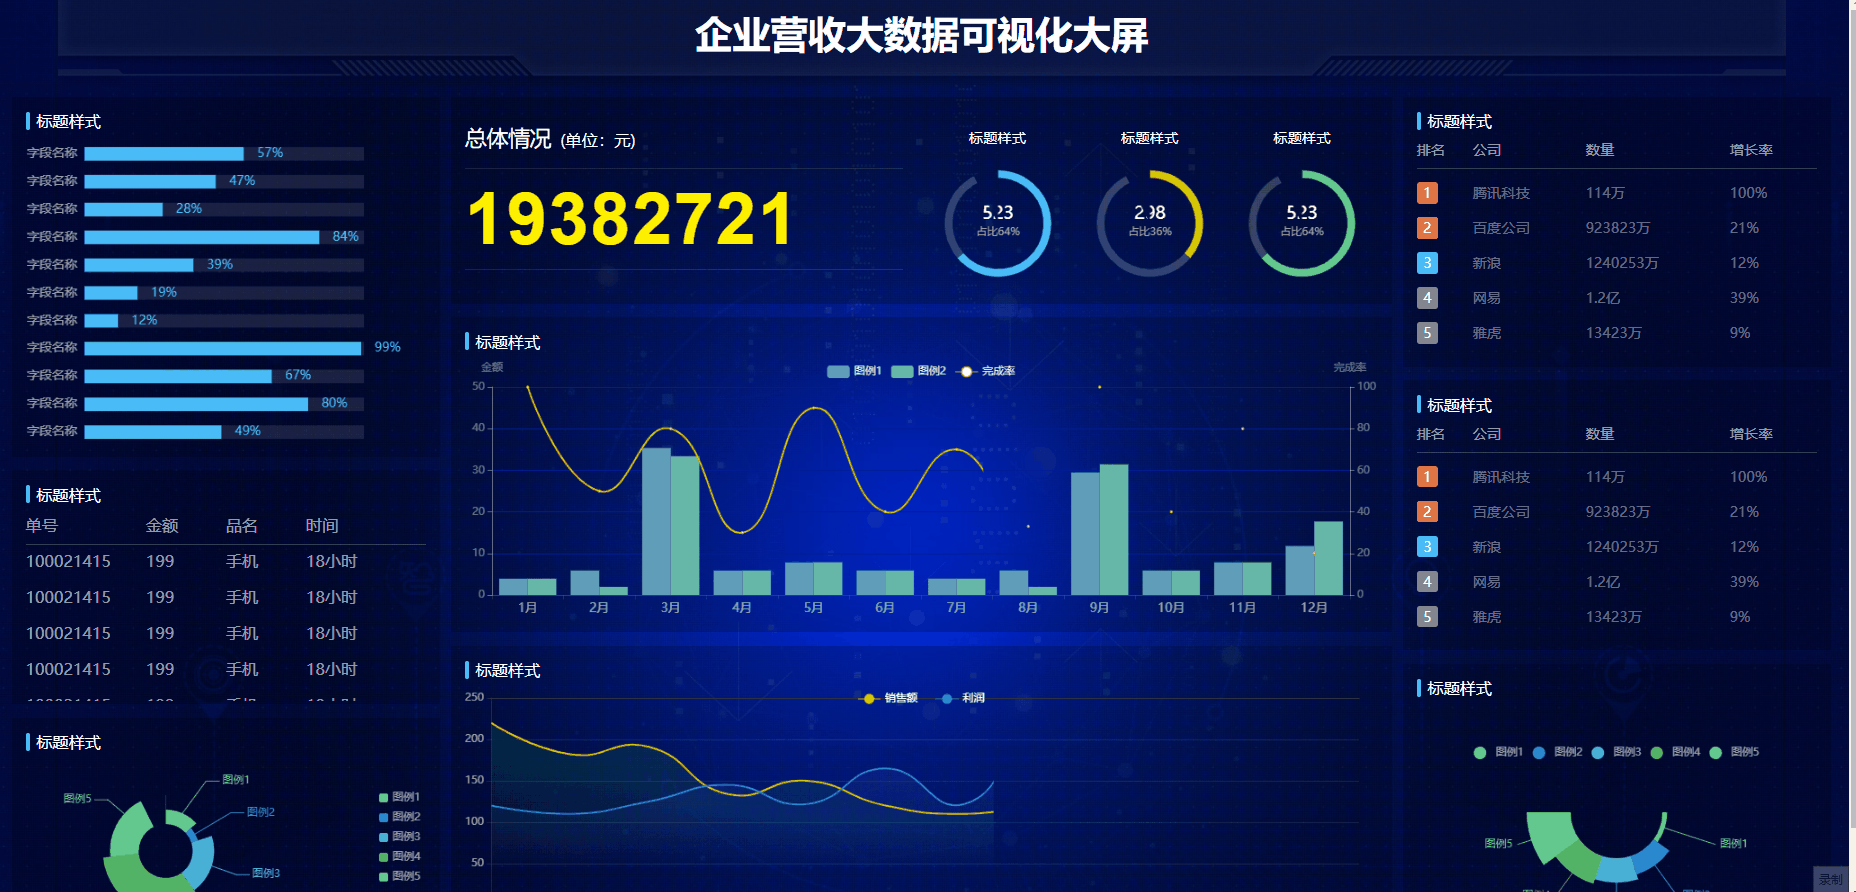 企业营收大数据可视化大屏
标题样式
字段名称 57%
字段名称 47%
字段名称 28%
字段名称 84%
字段名称 39%
字段名称 19%
字段名称 12%
字段名称 99%
字段名称 67%
字段名称 80%
字段名称 49%
标题样式
单号 金额 品名 时间
100021415 199 手机 18小时
100021415 199 手机 18小时
100021415 199 手机 18小时
100021415 199 手机 18小时
标题样式
图例1
图例5
图例2
图例3
图例1
图例2
图例3
图例4
图例5
总体情况 (单位：元)
19382721
标题样式 标题样式 标题样式
5.23 2.98 5.23
占比64% 占比36% 占比64%
标题样式
金额 图例1 图例2 完成率 完成率
50 100
40 80
30 60
20 40
10 20
0 0
1月 2月 3月 4月 5月 6月 7月 8月 9月 10月 11月 12月
标题样式
销售额 利润
250
200
150
100
50
标题样式
排名 公司 数量 增长率
1 腾讯科技 114万 100%
2 百度公司 923823万 21%
3 新浪 1240253万 12%
4 网易 1.2亿 39%
5 雅虎 13423万 9%
标题样式
排名 公司 数量 增长率
1 腾讯科技 114万 100%
2 百度公司 923823万 21%
3 新浪 1240253万 12%
4 网易 1.2亿 39%
5 雅虎 13423万 9%
标题样式
图例1 图例2 图例3 图例4 图例5
图例5 图例1
录制